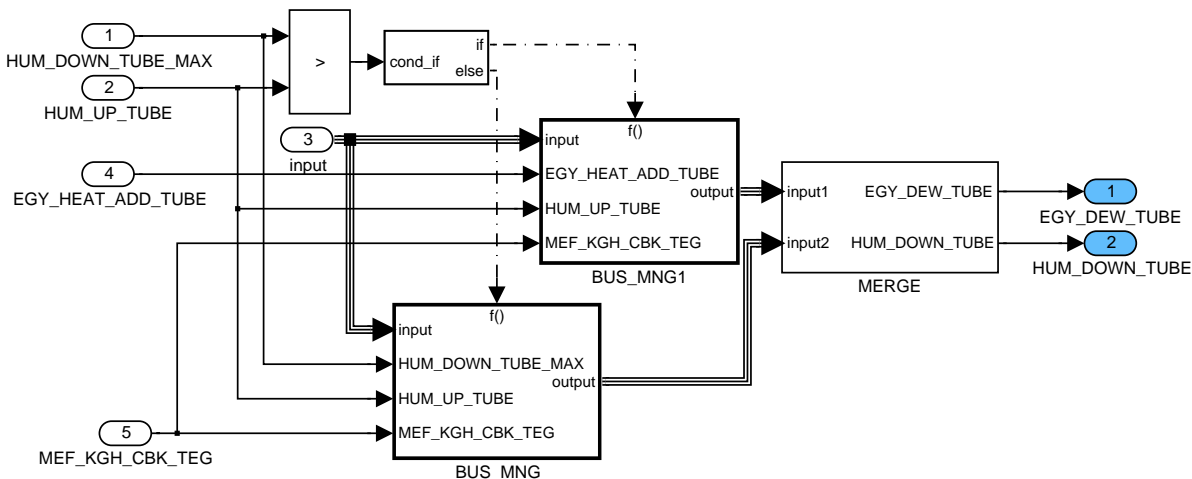 1
HUM_DOWN_TUBE_MAX
2
HUM_UP_TUBE
>
cond_if
if
else
3
input
4
EGY_HEAT_ADD_TUBE
f()
input
EGY_HEAT_ADD_TUBE
HUM_UP_TUBE
MEF_KGH_CBK_TEG
output
BUS_MNG1
input1
input2
EGY_DEW_TUBE
HUM_DOWN_TUBE
MERGE
1
EGY_DEW_TUBE
2
HUM_DOWN_TUBE
f()
input
HUM_DOWN_TUBE_MAX
HUM_UP_TUBE
MEF_KGH_CBK_TEG
output
BUS_MNG
5
MEF_KGH_CBK_TEG